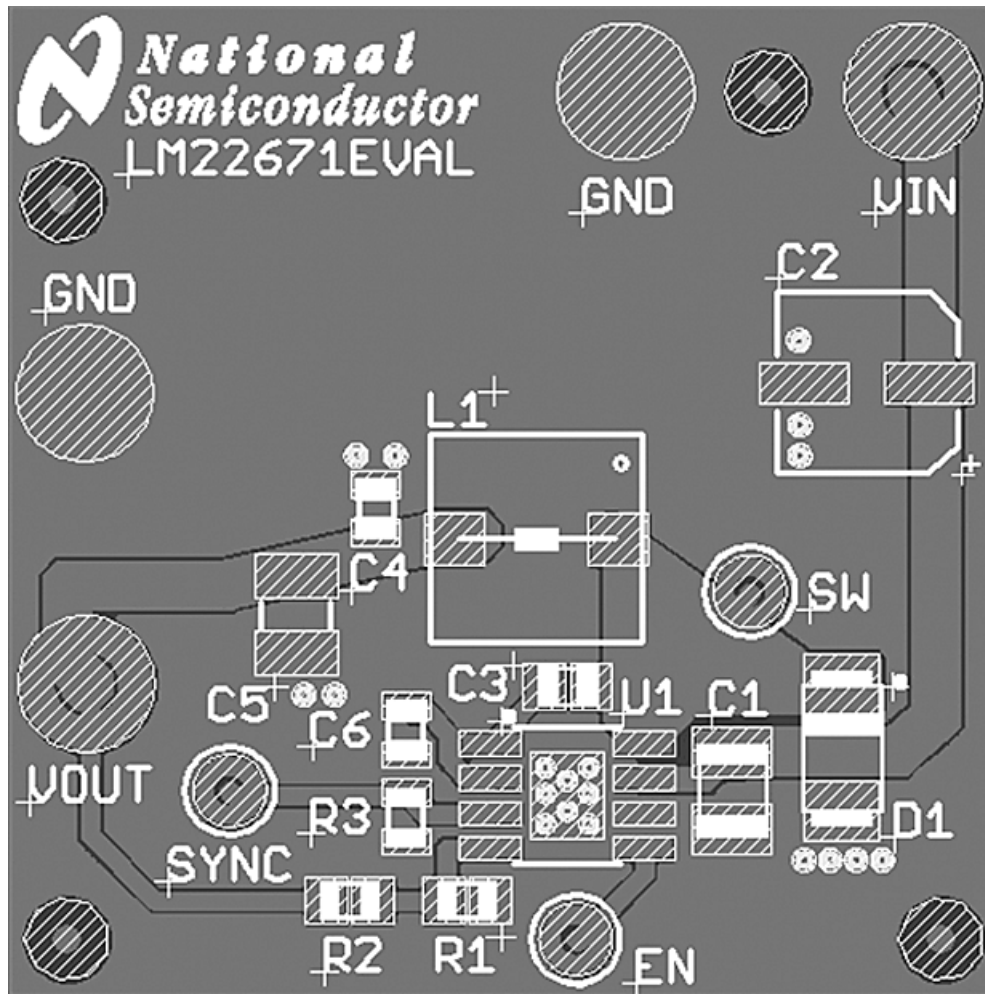 National
Semiconductor
LM22671EVAL
GND
VIN
GND
C2
L1
C4
SW
C3
U1
C1
C5
C6
VOUT
R3
D1
SYNC
R2
R1
EN